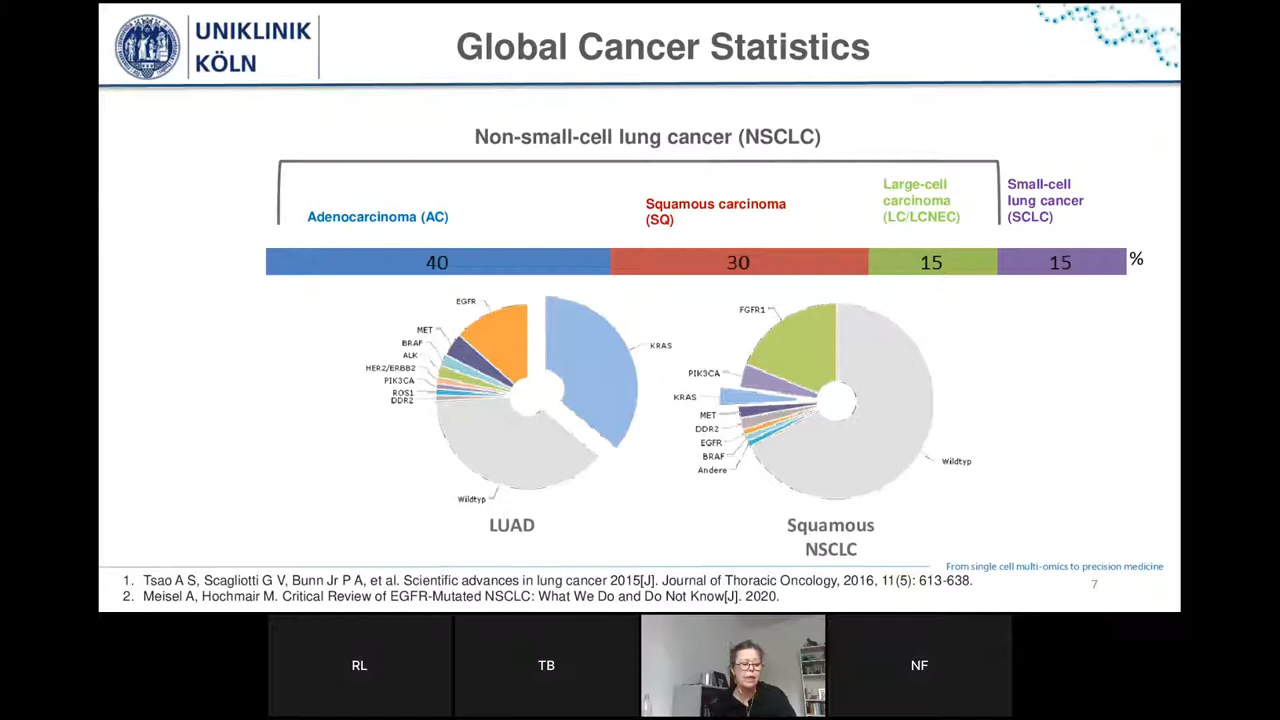 UNIKLINIK
KÖLN
Global Cancer Statistics
Non-small-cell lung cancer (NSCLC)
Adenocarcinoma (AC)
Squamous carcinoma
(SQ)
Large-cell
carcinoma
(LC/LCNEC)
Small-cell
lung cancer
(SCLC)
40
30
15
15
%
EGFR
MET
BRAF
ALK
HER2/ERBB2
PIK3CA
ROS1
DDR2
KRAS
Wildtyp
LUAD
FGFR1
PIK3CA
KRAS
MET
DDR2
EGFR
BRAF
Andere
Wildtyp
Squamous
NSCLC
From single cell multi-omics to precision medicine
1. Tsao A S, Scagliotti G V, Bunn Jr P A, et al. Scientific advances in lung cancer 2015[J]. Journal of Thoracic Oncology, 2016, 11(5): 613-638.
2. Meisel A, Hochmair M. Critical Review of EGFR-Mutated NSCLC: What We Do and Do Not Know[J]. 2020.
7
RL
TB
NF